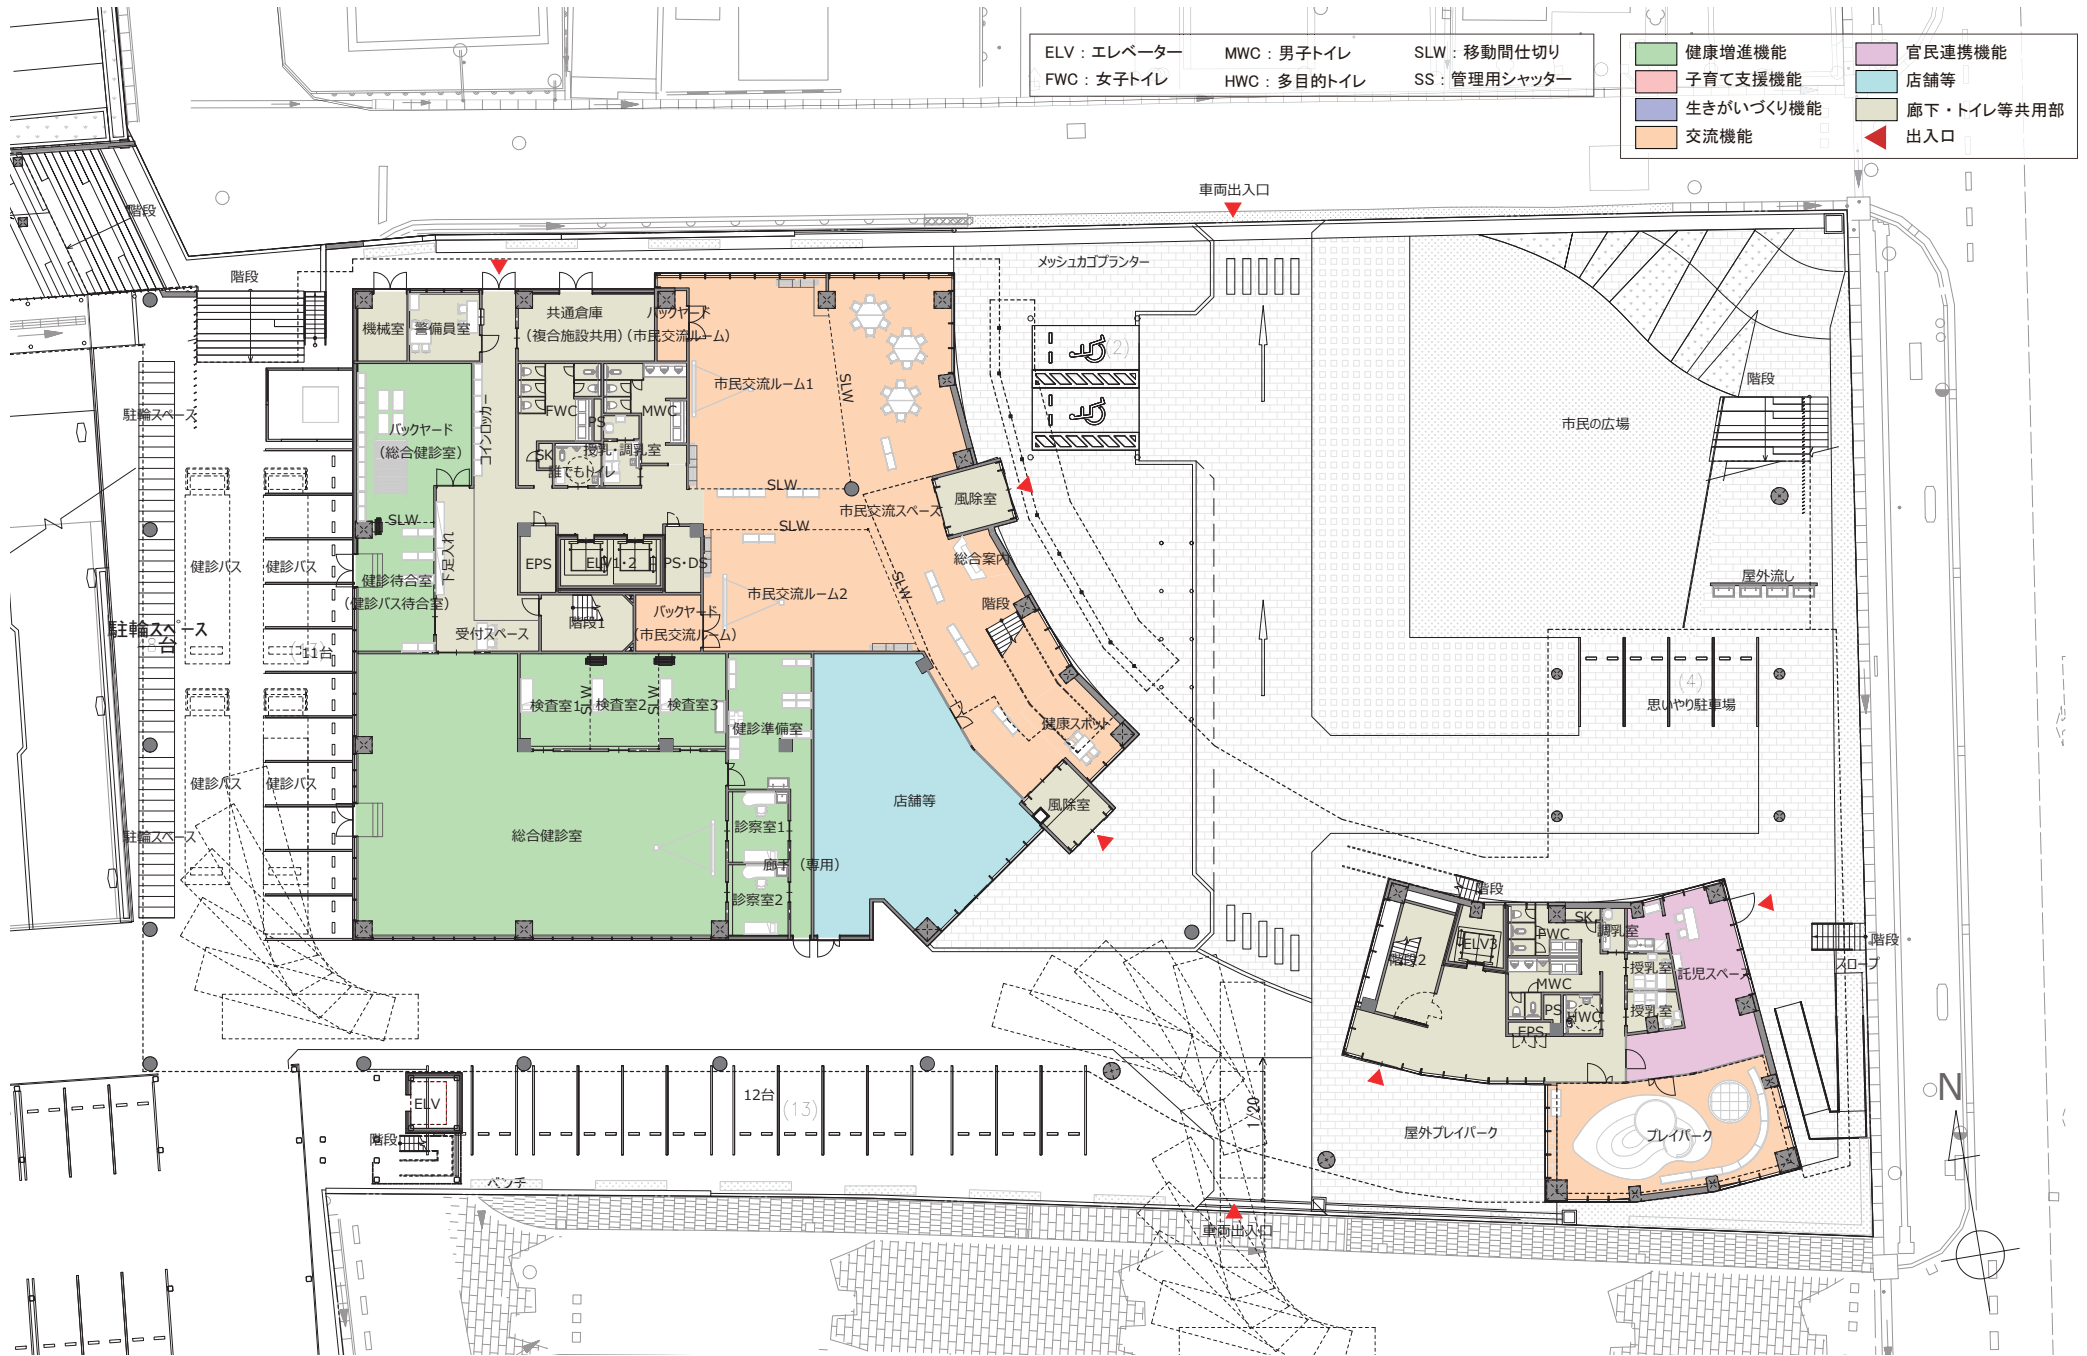 ELV：エレベーター
MWC：男子トイレ
SLW：移動間仕切り
FWC：女子トイレ
HWC：多目的トイレ
SS：管理用シャッター
健康増進機能
官民連携機能
子育て支援機能
店舗等
生きがいづくり機能
廊下・トイレ等共用部
交流機能
出入口
車両出入口
階段
階段
メッシュカゴプランター
機械室
警備員室
共通倉庫
(複合施設共用)
バックヤード
(市民交流ルーム)
市民交流ルーム1
SLW
(2)
階段
市民の広場
駐輪スペース
バックヤード
(総合健診室)
コインロッカー
FWC
PS
MWC
SK
授乳・調乳室
誰でもトイレ
SLW
風除室
市民交流スペース
SLW
SLW
下足入れ
健診バス
健診バス
健診待合室
(健診バス待合室)
EPS
ELV1・2
PS・DS
市民交流ルーム2
SLW
総合案内
階段
屋外流し
駐輪スペース
台
11台
受付スペース
階段1
バックヤード
(市民交流ルーム)
検査室1
SLW
検査室2
SLW
検査室3
健診準備室
健康スポット
(4)
思いやり駐車場
健診バス
健診バス
駐輪スペース
総合健診室
診察室1
廊下（専用）
診察室2
店舗等
風除室
階段
階段2
ELV3
FWC
SK
調乳室
MWC
授乳室
託児スペース
PS
HWC
授乳室
EPS
階段
スロープ
ELV
階段
12台
(13)
1/20
屋外プレイパーク
プレイパーク
N
ベンチ
車両出入口